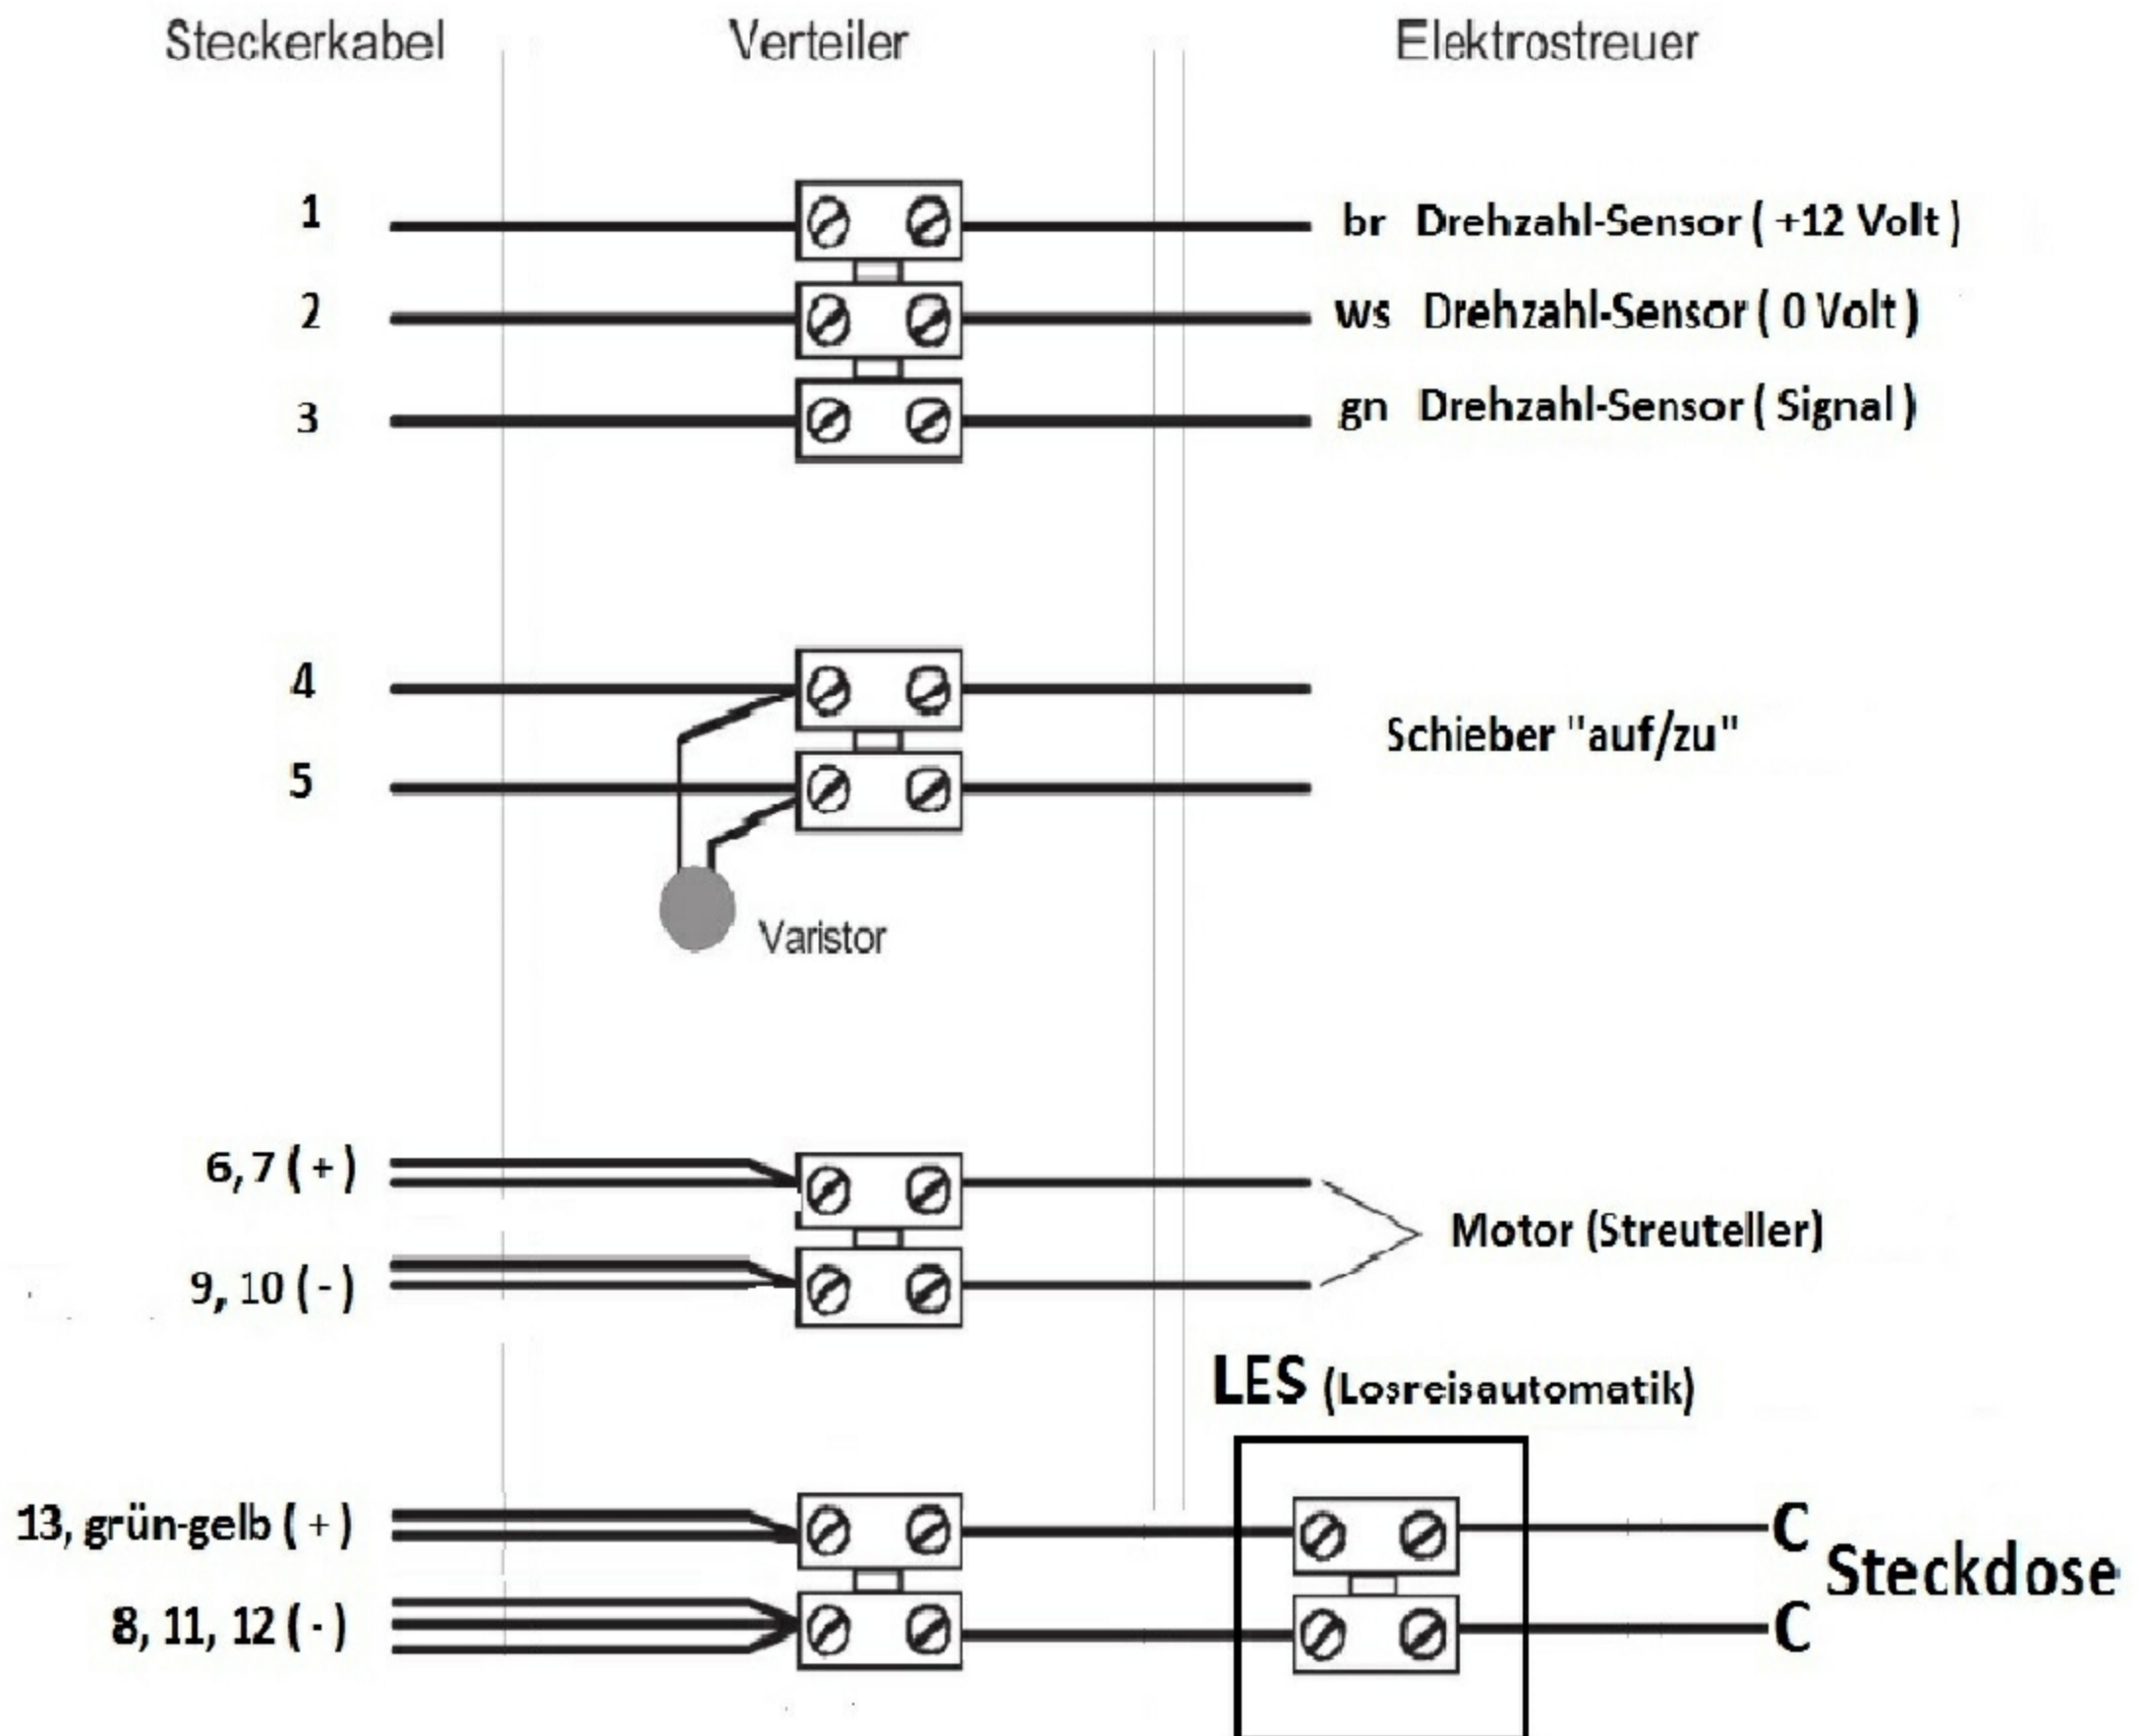 Steckerkabel Verteiler Elektrostreuer
1 br Drehzahl-Sensor ( +12 Volt )
2 ws Drehzahl-Sensor ( 0 Volt )
3 gn Drehzahl-Sensor ( Signal )
4
Schieber "auf/zu"
5
Varistor
6, 7 ( + )
Motor (Streuteller)
9, 10 ( - )
LES (Losreisautomatik)
13, grün-gelb ( + ) C
Steckdose
8, 11, 12 ( - ) C